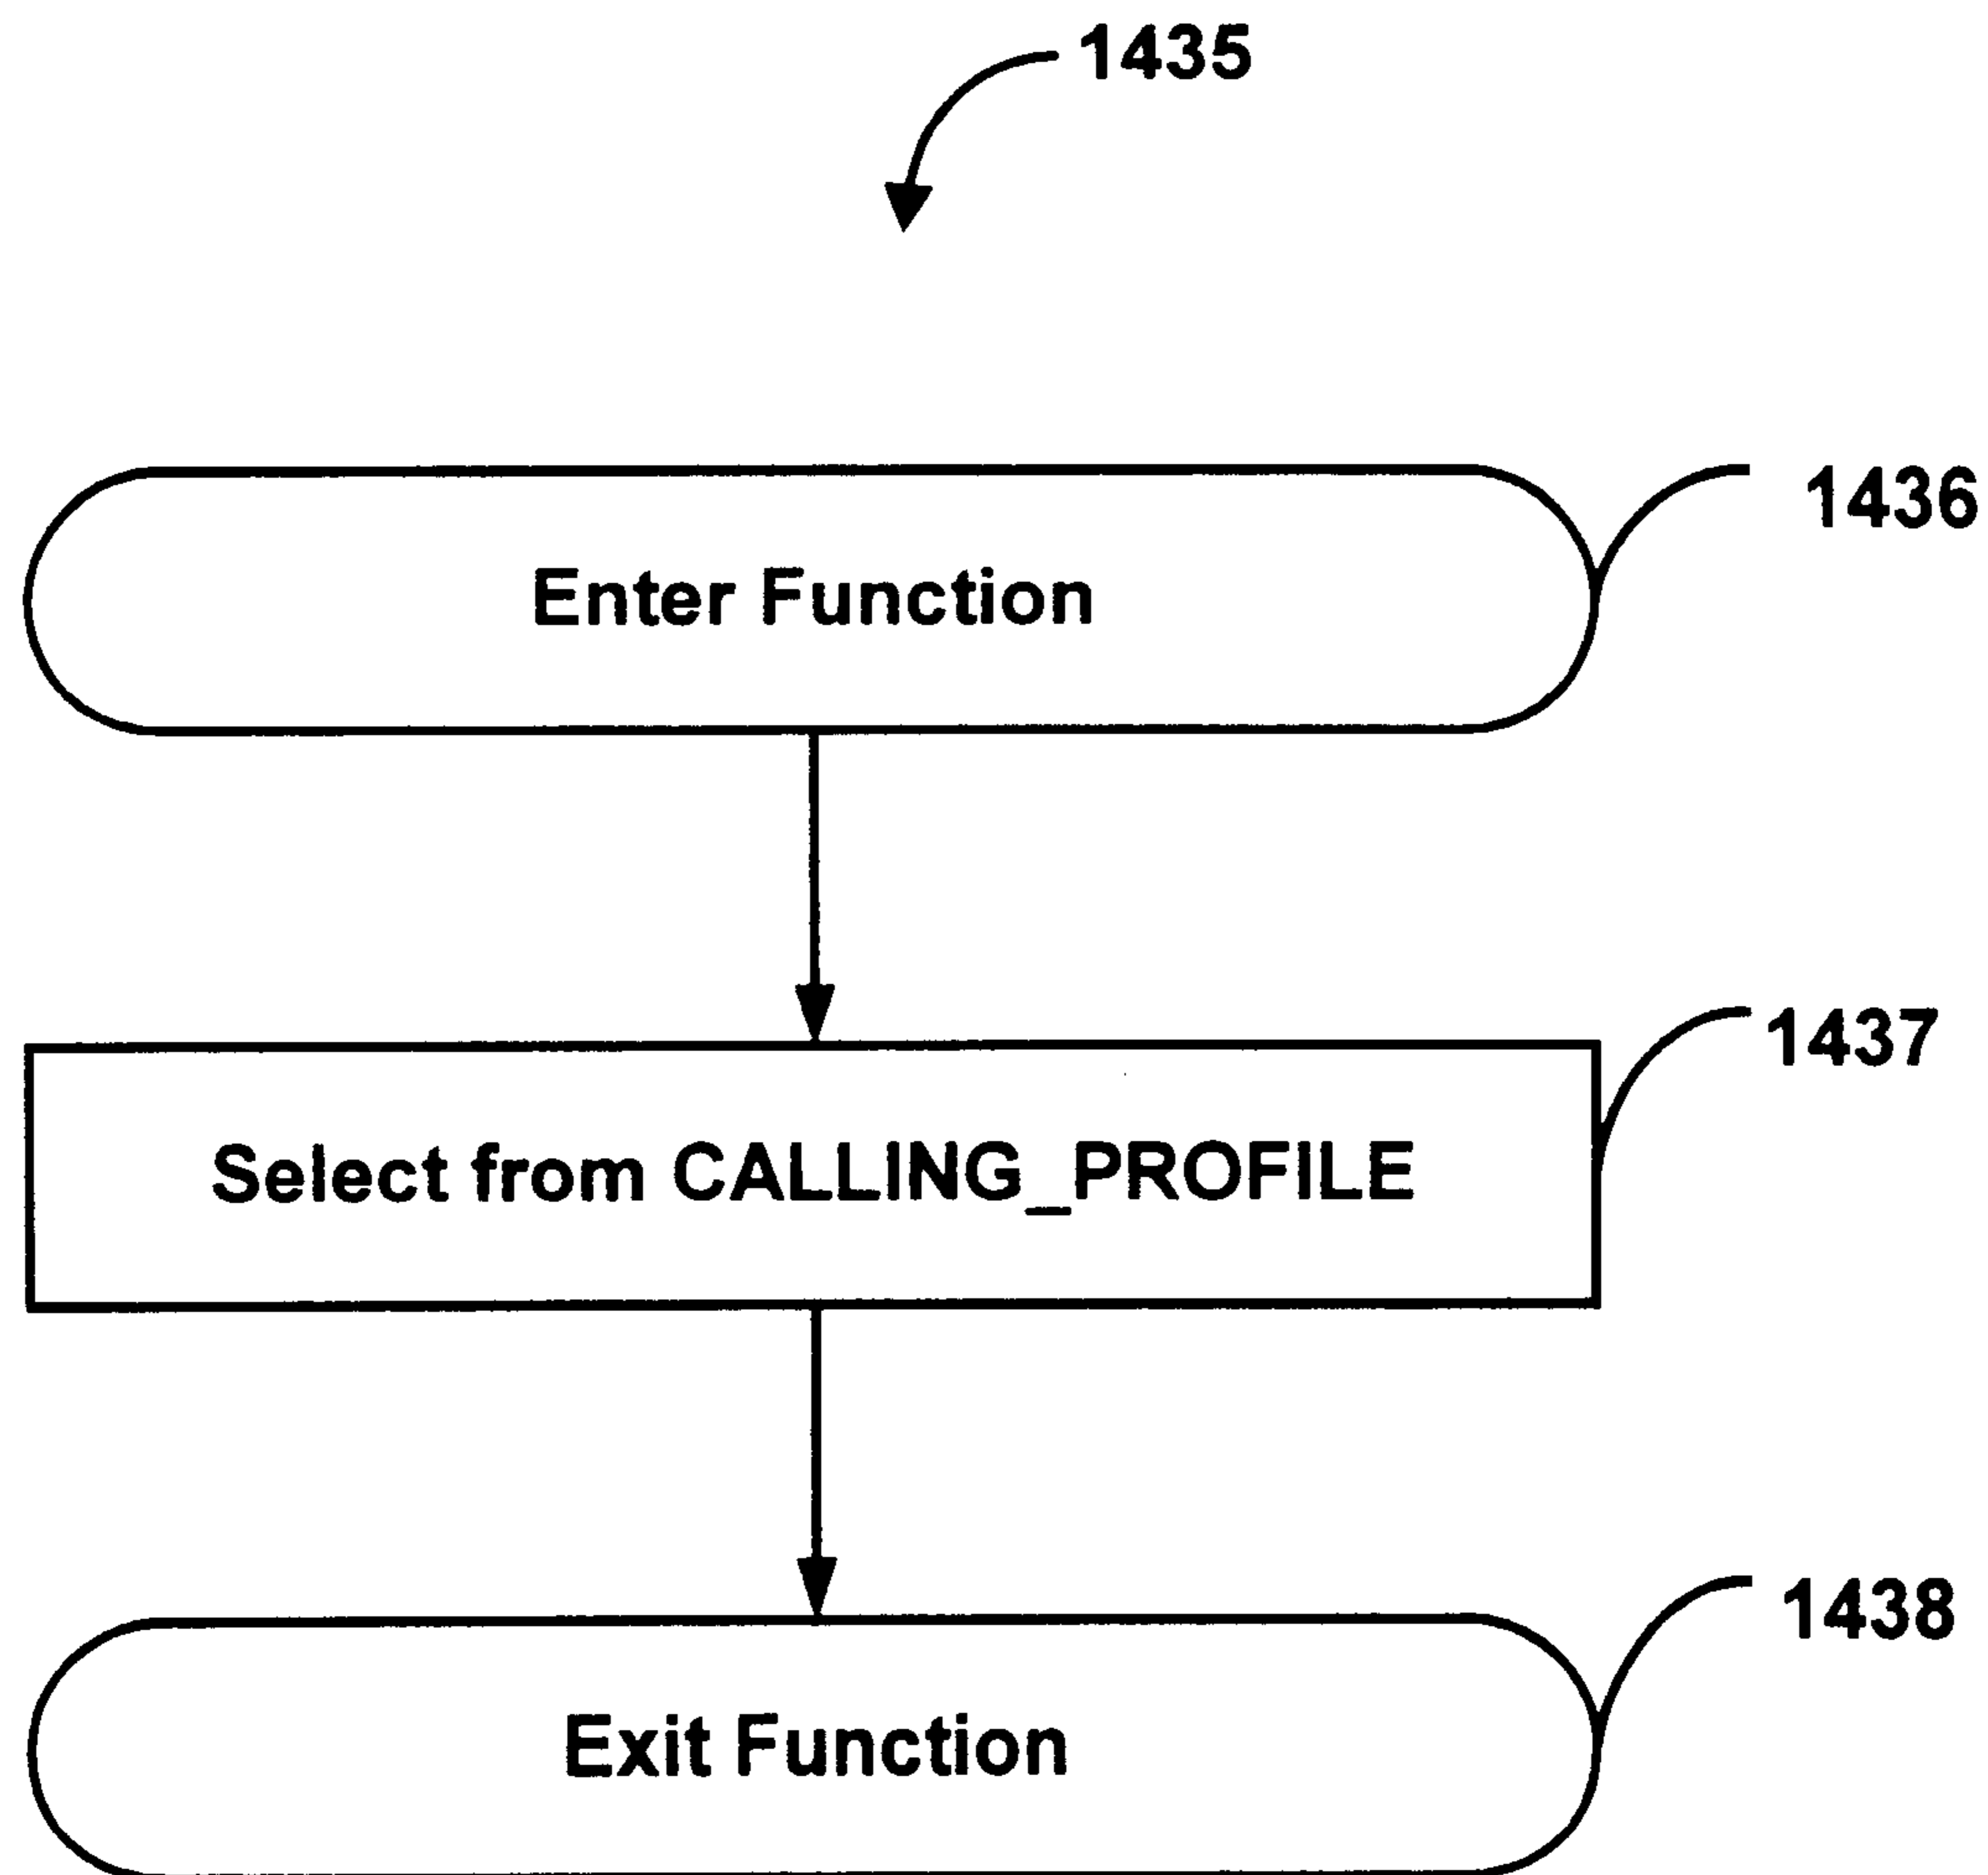 1435
Enter Function
1436
Select from CALLING_PROFILE
1437
Exit Function
1438